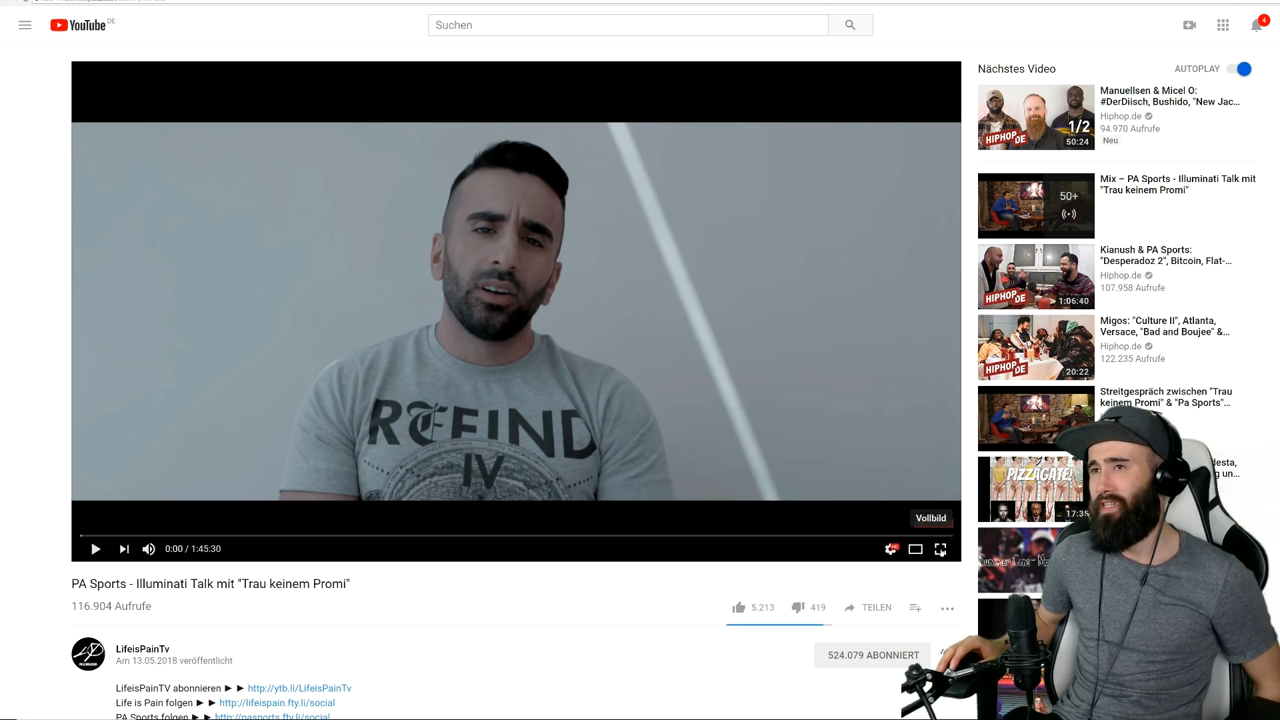 YouTube DE
Suchen
4
REFIND
IV
Vollbild
0:00 / 1:45:30
HD
PA Sports - Illuminati Talk mit "Trau keinem Promi"
116.904 Aufrufe
5.213
419
TEILEN
LifeisPainTv
Am 13.05.2018 veröffentlicht
524.079 ABONNIERT
LifeisPainTV abonnieren ► ► http://ytb.li/LifeisPainTv
Life is Pain folgen ► ► http://lifeispain.fty.li/social
PA Sports folgen ► ► http://pasports.fty.li/social
Nächstes Video
AUTOPLAY
Manuellsen & Micel O:
#DerDiisch, Bushido, "New Jac...
Hiphop.de
94.970 Aufrufe
Neu
HIPHOP.DE
1/2
50:24
Mix – PA Sports - Illuminati Talk mit
"Trau keinem Promi"
50+
Kianush & PA Sports:
"Desperadoz 2", Bitcoin, Flat-...
Hiphop.de
107.958 Aufrufe
HIPHOP.DE
1:06:40
Migos: "Culture II", Atlanta,
Versace, "Bad and Boujee" &...
Hiphop.de
122.235 Aufrufe
HIPHOP.DE
20:22
Streitgespräch zwischen "Trau
keinem Promi" & "Pa Sports"...
PIZZAGATE!
17:35